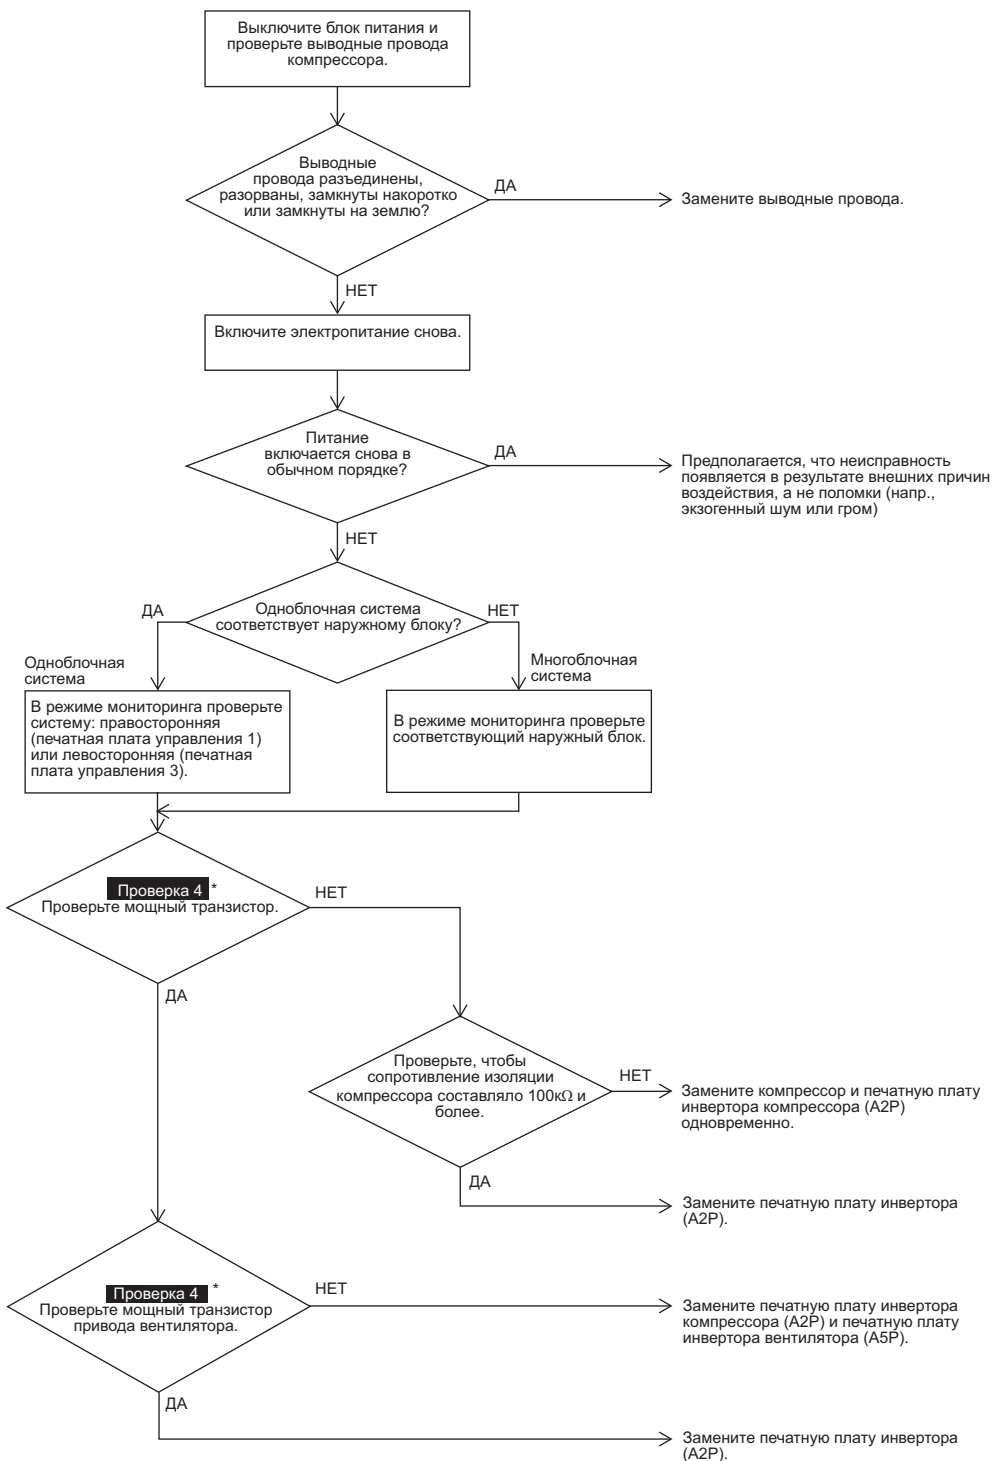 Выключите блок питания и
проверьте выводные провода
компрессора.
Выводные
провода разъединены,
разорваны, замкнуты накоротко
или замкнуты на землю?
ДА
Замените выводные провода.
НЕТ
Включите электропитание снова.
Питание
включается снова в
обычном порядке?
ДА
Предполагается, что неисправность
появляется в результате внешних причин
воздействия, а не поломки (напр.,
экзогенный шум или гром)
НЕТ
Одноблочная система
соответствует наружному блоку?
ДА
НЕТ
Одноблочная
система
Многоблочная
система
В режиме мониторинга проверьте
систему: правосторонняя
(печатная плата управления 1)
или левосторонняя (печатная
плата управления 3).
В режиме мониторинга проверьте
соответствующий наружный блок.
Проверка 4 *
Проверьте мощный транзистор.
НЕТ
ДА
Проверьте, чтобы
сопротивление изоляции
компрессора составляло 100кΩ и
более.
НЕТ
Замените компрессор и печатную плату
инвертора компрессора (A2P)
одновременно.
ДА
Замените печатную плату инвертора
(A2P).
Проверка 4 *
Проверьте мощный транзистор
привода вентилятора.
НЕТ
Замените печатную плату инвертора
компрессора (A2P) и печатную плату
инвертора вентилятора (A5P).
ДА
Замените печатную плату инвертора
(A2P).